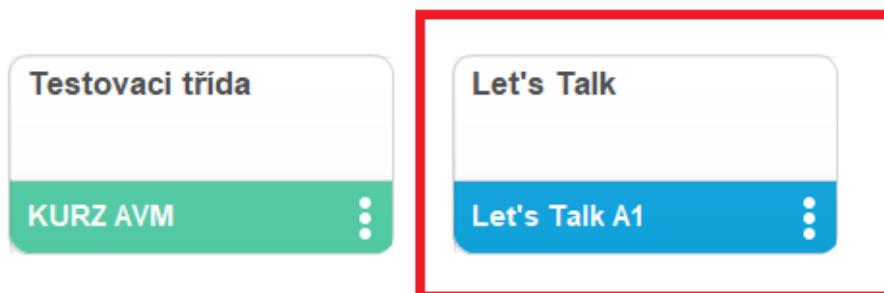 Testovaci třída
KURZ AVM
Let's Talk
Let's Talk A1